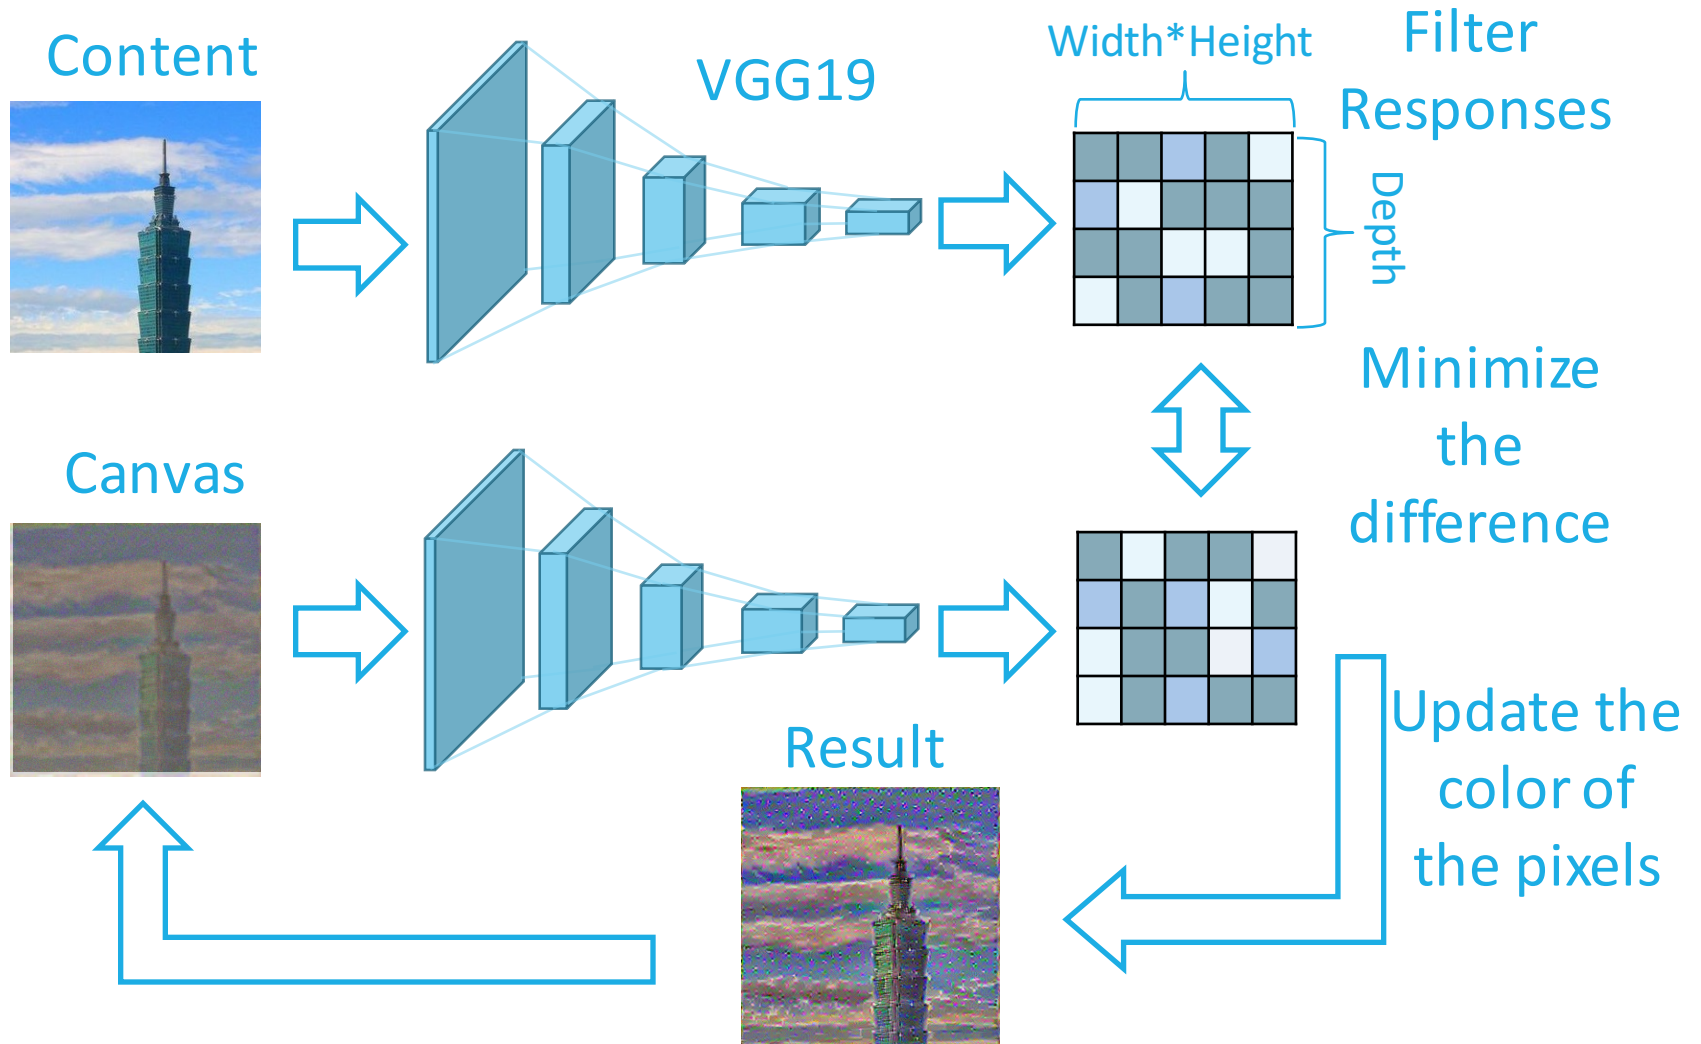 Content
VGG19
Width*Height
Filter
Responses
Depth
Minimize
the
difference
Canvas
Result
Update the
color of
the pixels